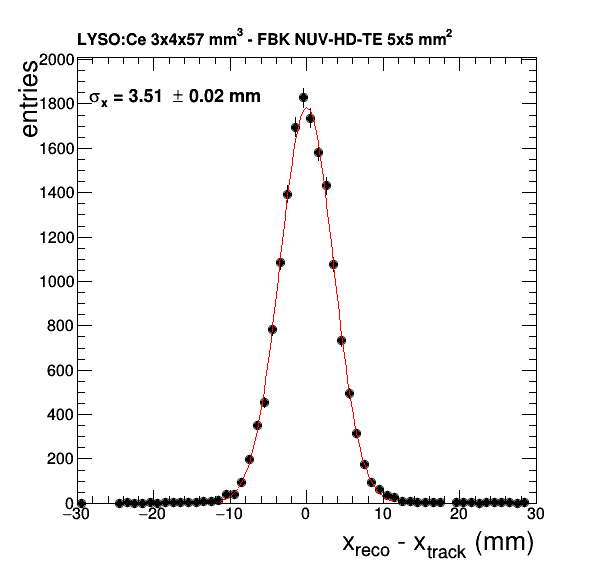 LYSO:Ce 3x4x57 mm³ - FBK NUV-HD-TE 5x5 mm²
entries
σx = 3.51 ± 0.02 mm
2000
1800
1600
1400
1200
1000
800
600
400
200
0
−30 −20 −10 0 10 20 30
xreco - xtrack (mm)